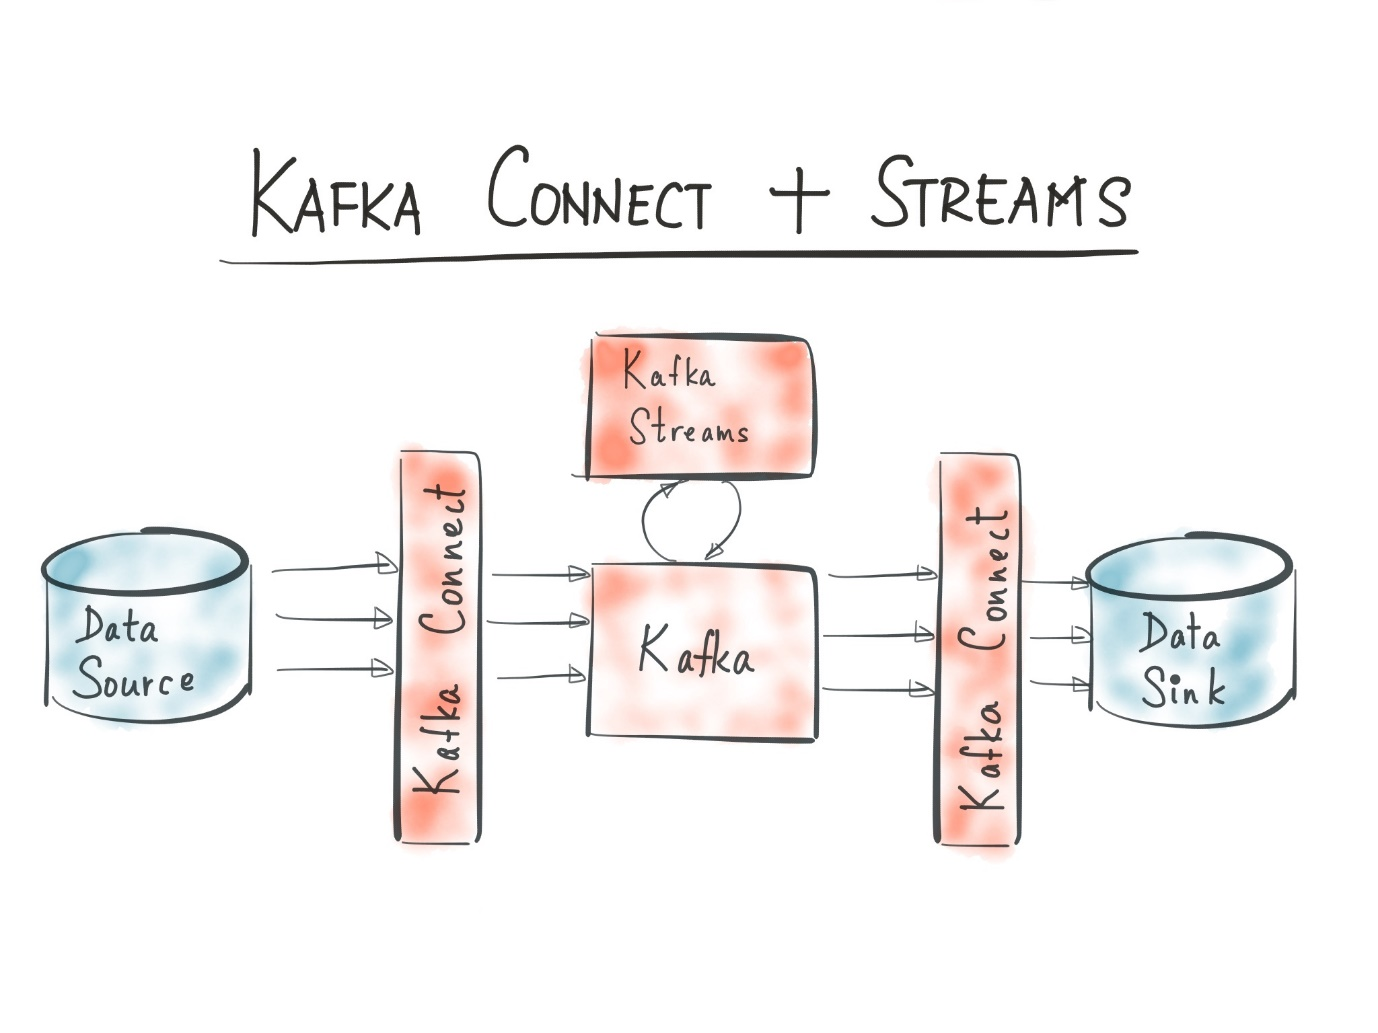 KAFKA CONNECT + STREAMS
Kafka
Streams
Data
Source
Kafka Connect
Kafka
Kafka Connect
Data
Sink